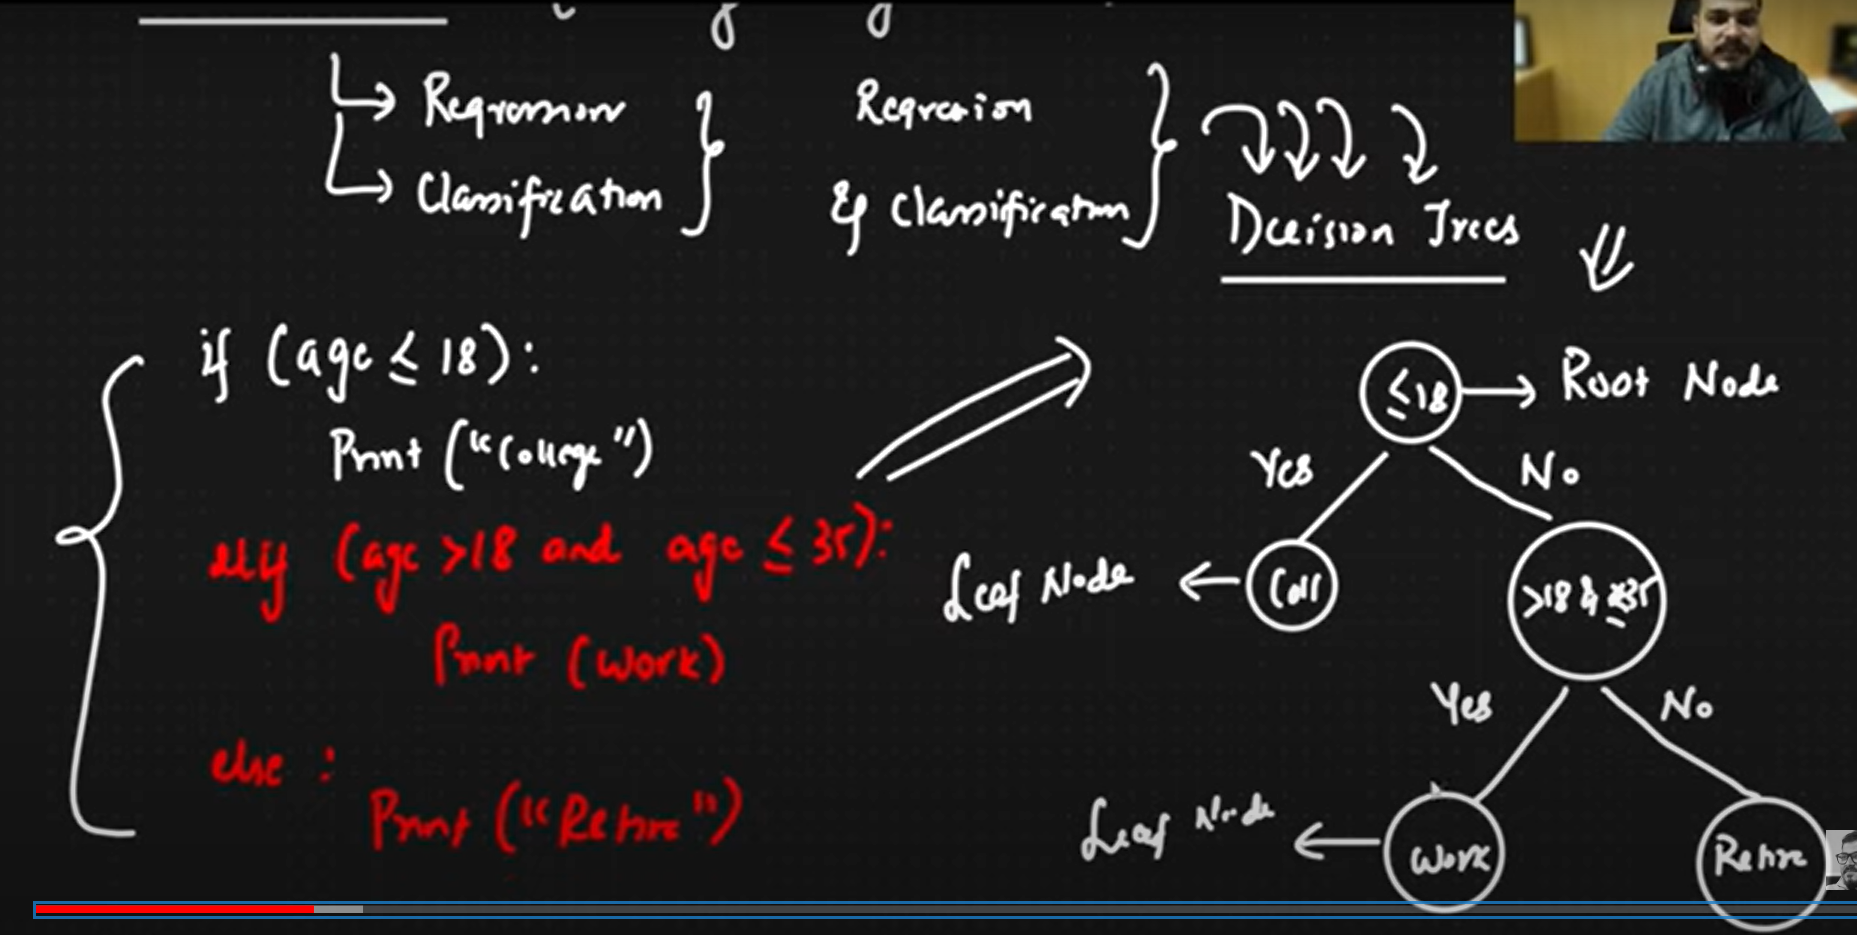 Regression
Classification
Regression
& Classification
Decision Trees
if (age ≤ 18):
Print ("College")
elif (age >18 and age ≤ 35):
Print (Work)
else :
Print ("Retire")
≤18
Root Node
Yes
No
Leaf Node
Coll
>18 & ≤35
Yes
No
Leaf Node
Work
Retire